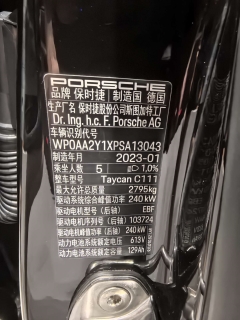 PORSCHE
品牌 保时捷 制造国 德国
生产厂名 保时捷股份公司斯图加特工厂
Dr. Ing. h.c. F. Porsche AG
车辆识别代号
WP0AA2Y1XPSA13043
制造年月 2023-01
乘坐人数 5 1,0%
整车型号 Taycan C111
最大允许总质量 2795kg
驱动系统综合峰值功率 240 kW
驱动电机型号（后轴） EBF
驱动电机序列号（后轴） 103724
驱动电机峰值功率（后轴） 240 kW
动力电池系统额定电压 613V
动力电池系统额定容量 129Ah